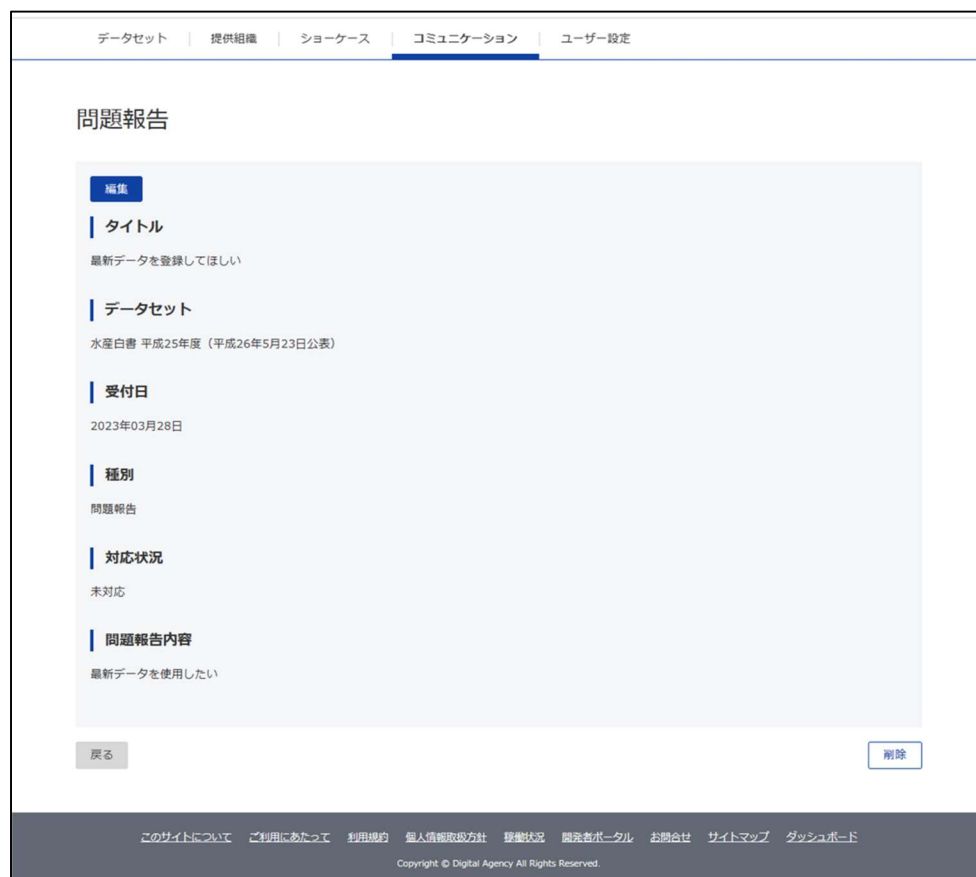 データセット 提供組織 ショーケース コミュニケーション ユーザー設定
問題報告
編集
タイトル
最新データを登録してほしい
データセット
水産白書 平成25年度（平成26年5月23日公表）
受付日
2023年03月28日
種別
問題報告
対応状況
未対応
問題報告内容
最新データを使用したい
戻る 削除
このサイトについて ご利用にあたって 利用規約 個人情報取扱方針 稼働状況 開発者ポータル お問合せ サイトマップ ダッシュボード
Copyright © Digital Agency All Rights Reserved.